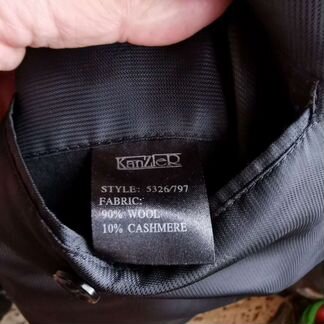 KanzleR
STYLE: 5326/797
FABRIC:
90% WOOL
10% CASHMERE